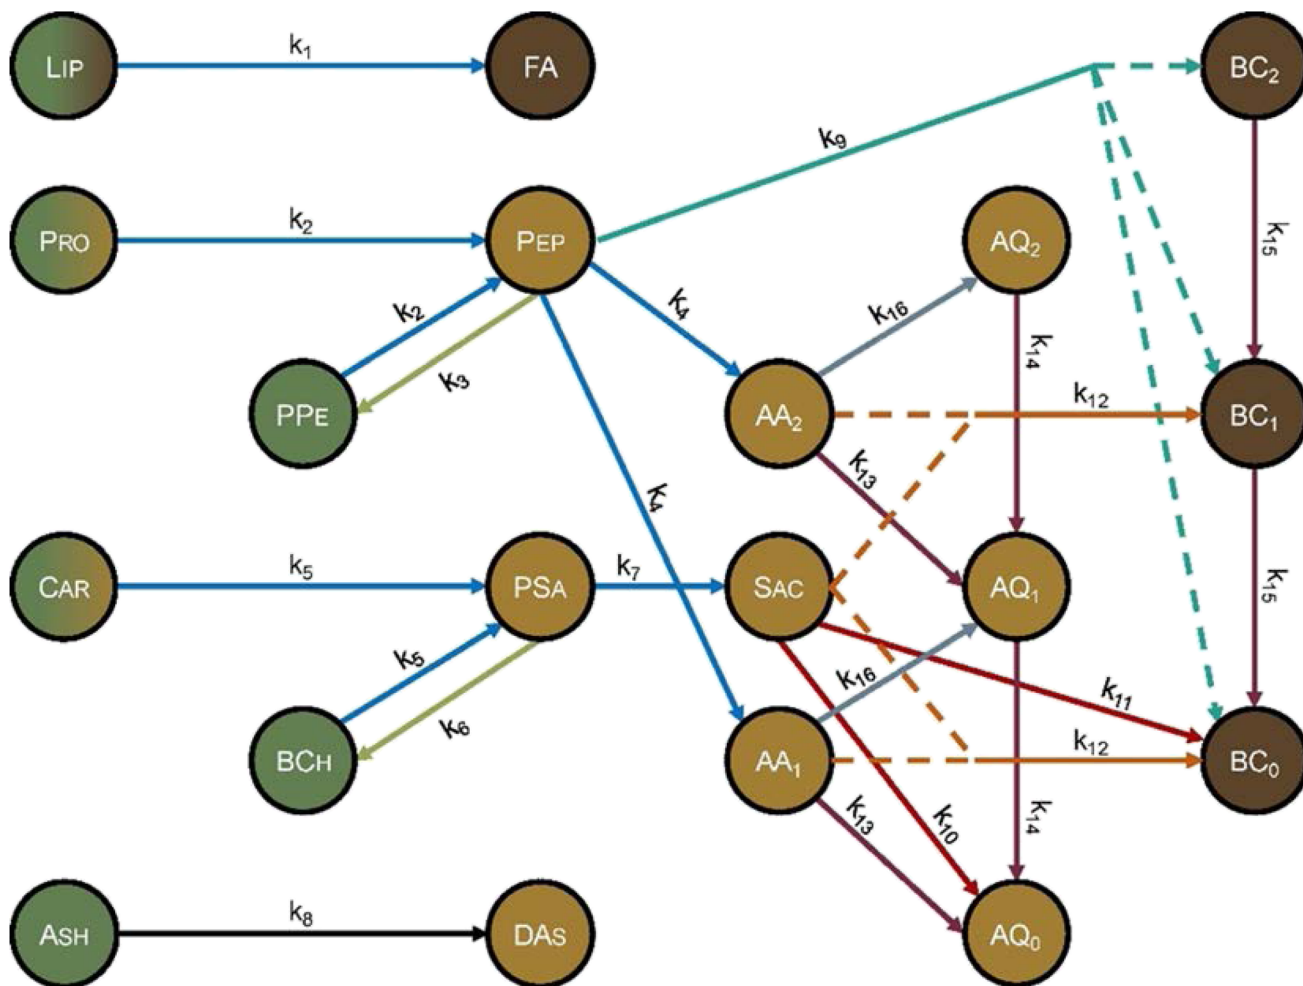 LIP
k1
FA
BC2
k9
PRO
k2
PEP
AQ2
k15
k2
k3
k4
k16
k14
PPE
AA2
k12
BC1
k13
k4
CAR
k5
PSA
k7
SAC
AQ1
k15
k5
k6
k16
k11
BCH
AA1
k12
BC0
k13
k10
k14
ASH
k8
DAS
AQ0